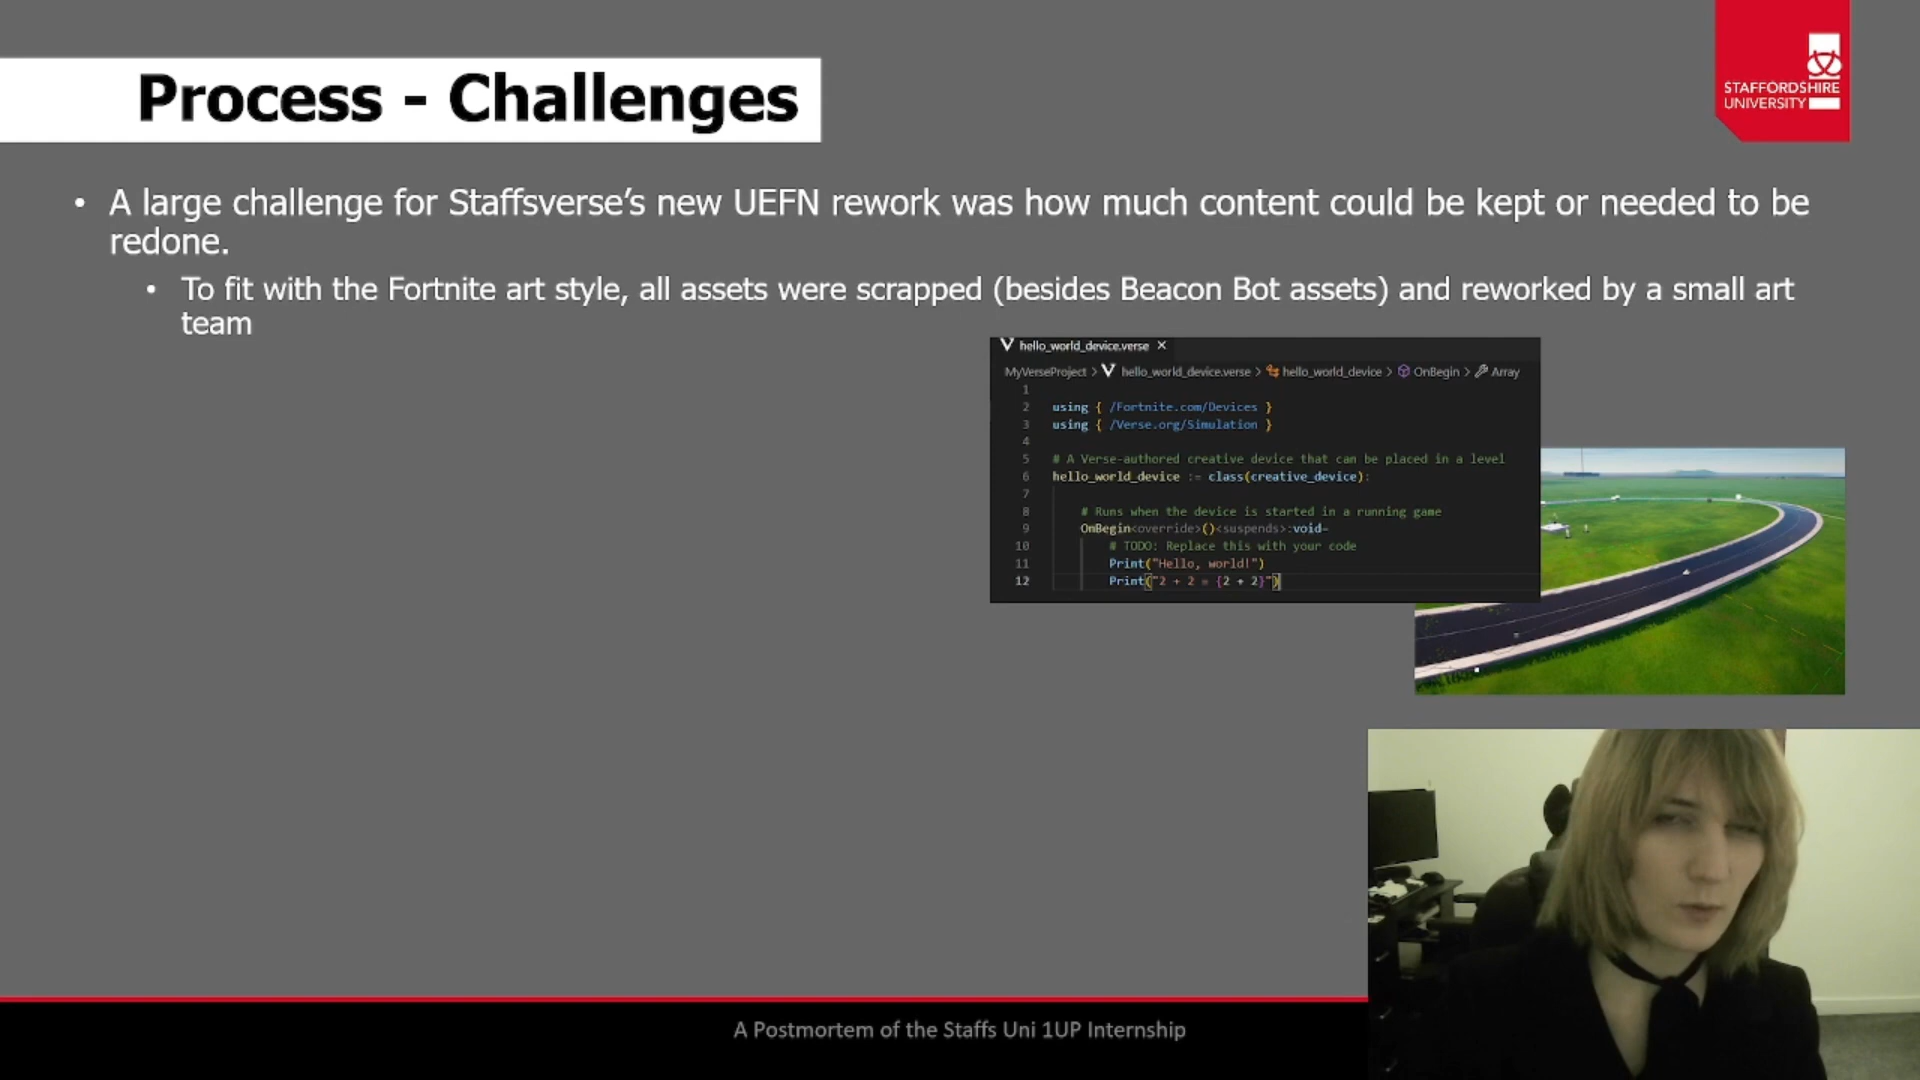 Process - Challenges
STAFFORDSHIRE
UNIVERSITY
• A large challenge for Staffsverse’s new UEFN rework was how much content could be kept or needed to be
redone.
• To fit with the Fortnite art style, all assets were scrapped (besides Beacon Bot assets) and reworked by a small art
team
hello_world_device.verse ×
MyVerseProject > hello_world_device.verse > hello_world_device > OnBegin > Array
1
2 using { /Fortnite.com/Devices }
3 using { /Verse.org/Simulation }
4
5 # A Verse-authored creative device that can be placed in a level
6 hello_world_device := class(creative_device):
7
8 # Runs when the device is started in a running game
9 OnBegin<override>()<suspends>:void=
10 # TODO: Replace this with your code
11 Print("Hello, world!")
12 Print("2 + 2 = {2 + 2}")
A Postmortem of the Staffs Uni 1UP Internship